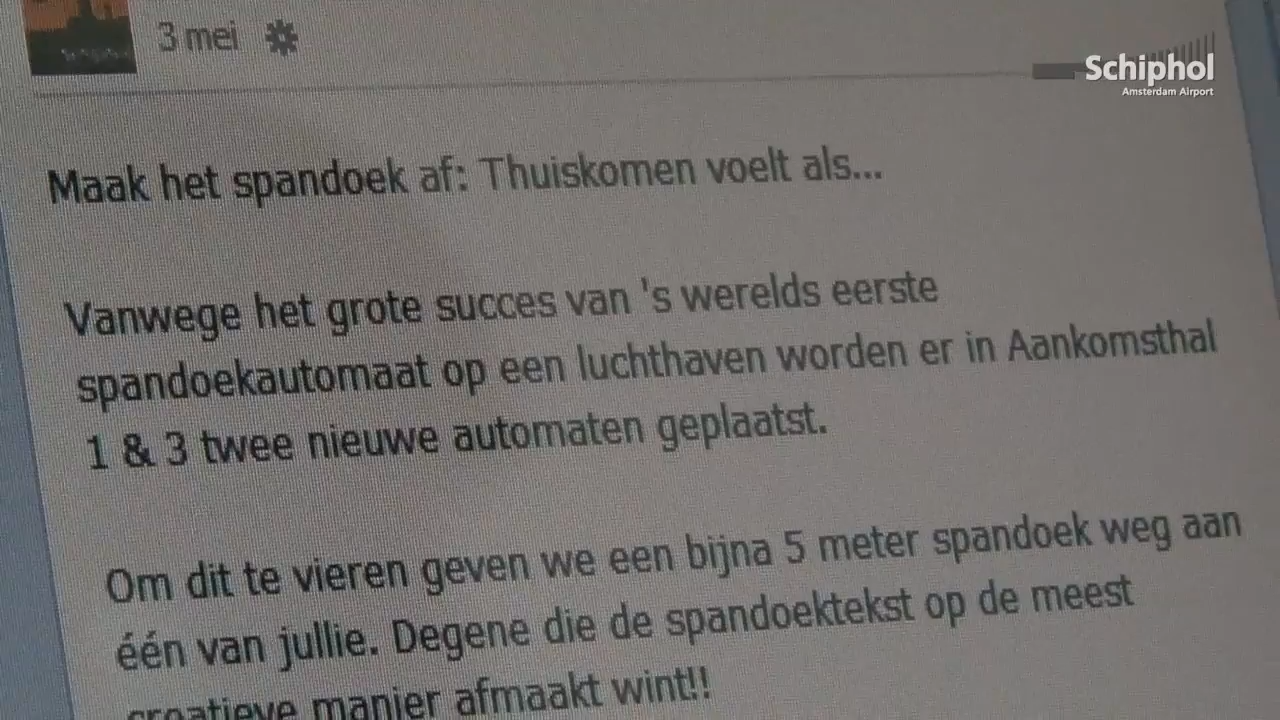 3 mei
Schiphol
Amsterdam Airport
Maak het spandoek af: Thuiskomen voelt als...
Vanwege het grote succes van 's werelds eerste
spandoekautomaat op een luchthaven worden er in Aankomsthal
1 & 3 twee nieuwe automaten geplaatst.
Om dit te vieren geven we een bijna 5 meter spandoek weg aan
één van jullie. Degene die de spandoektekst op de meest
creatieve manier afmaakt wint!!